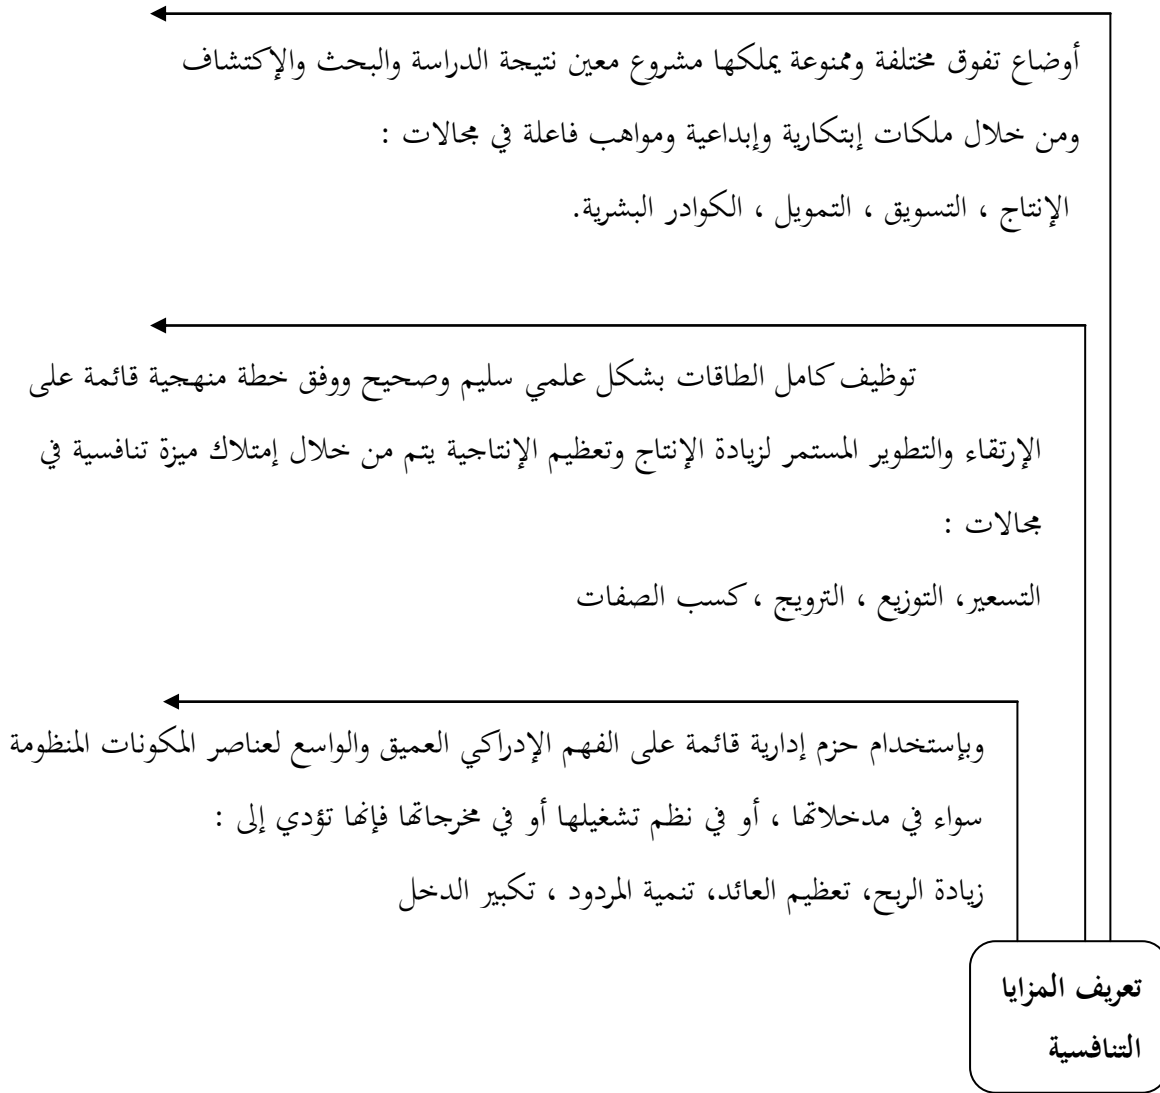 أوضاع تفوق مختلفة وممنوعة يملكها مشروع معين نتيجة الدراسة والبحث والإكتشاف
ومن خلال ملكات إبتكارية وإبداعية ومواهب فاعلة في مجالات :
الإنتاج ، التسويق ، التمويل ، الكوادر البشرية.
توظيف كامل الطاقات بشكل علمي سليم وصحيح ووفق خطة منهجية قائمة على
الإرتقاء والتطوير المستمر لزيادة الإنتاج وتعظيم الإنتاجية يتم من خلال إمتلاك ميزة تنافسية في
مجالات :
التسعير، التوزيع ، الترويج ، كسب الصفات
وبإستخدام حزم إدارية قائمة على الفهم الإدراكي العميق والواسع لعناصر المكونات المنظومة
سواء في مدخلاتها ، أو في نظم تشغيلها أو في مخرجاتها فإنها تؤدي إلى :
زيادة الربح، تعظيم العائد، تنمية المردود ، تكبير الدخل
تعريف المزايا
التنافسية